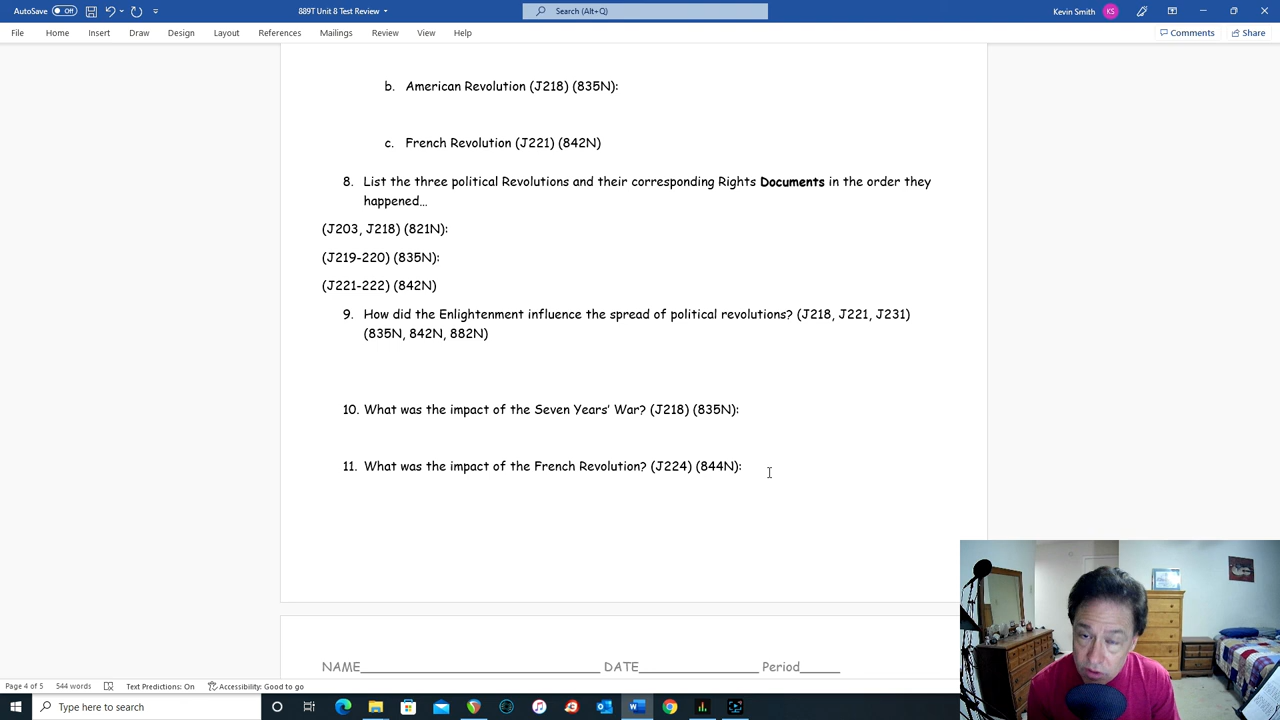 AutoSave Off 889T Unit 8 Test Review Search (Alt+Q) Kevin Smith KS
File Home Insert Draw Design Layout References Mailings Review View Help Comments Share
b. American Revolution (J218) (835N):
c. French Revolution (J221) (842N)
8. List the three political Revolutions and their corresponding Rights Documents in the order they
happened…
(J203, J218) (821N):
(J219-220) (835N):
(J221-222) (842N)
9. How did the Enlightenment influence the spread of political revolutions? (J218, J221, J231)
(835N, 842N, 882N)
10. What was the impact of the Seven Years’ War? (J218) (835N):
11. What was the impact of the French Revolution? (J224) (844N):
NAME______________________________ DATE_______________ Period_____
Page 4 of 5 544 words Text Predictions: On Accessibility: Good to go
Type here to search